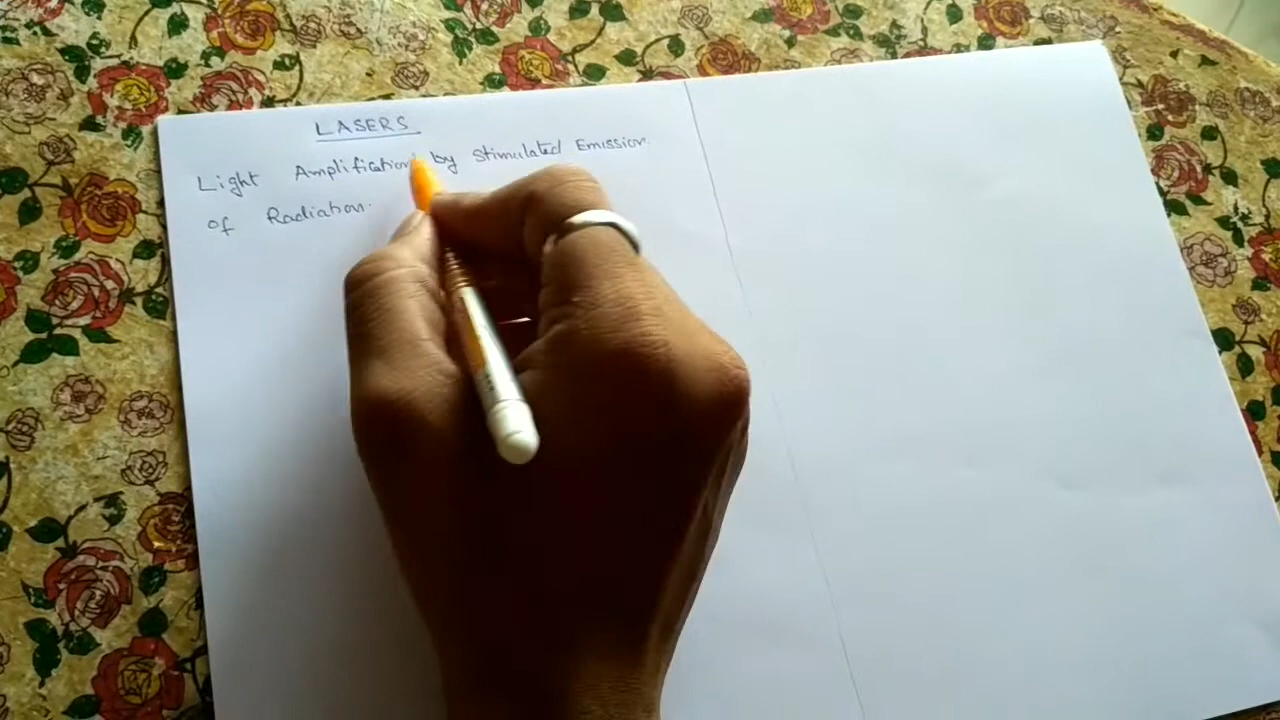 LASERS
Light Amplification by Stimulated Emission
of Radiation.